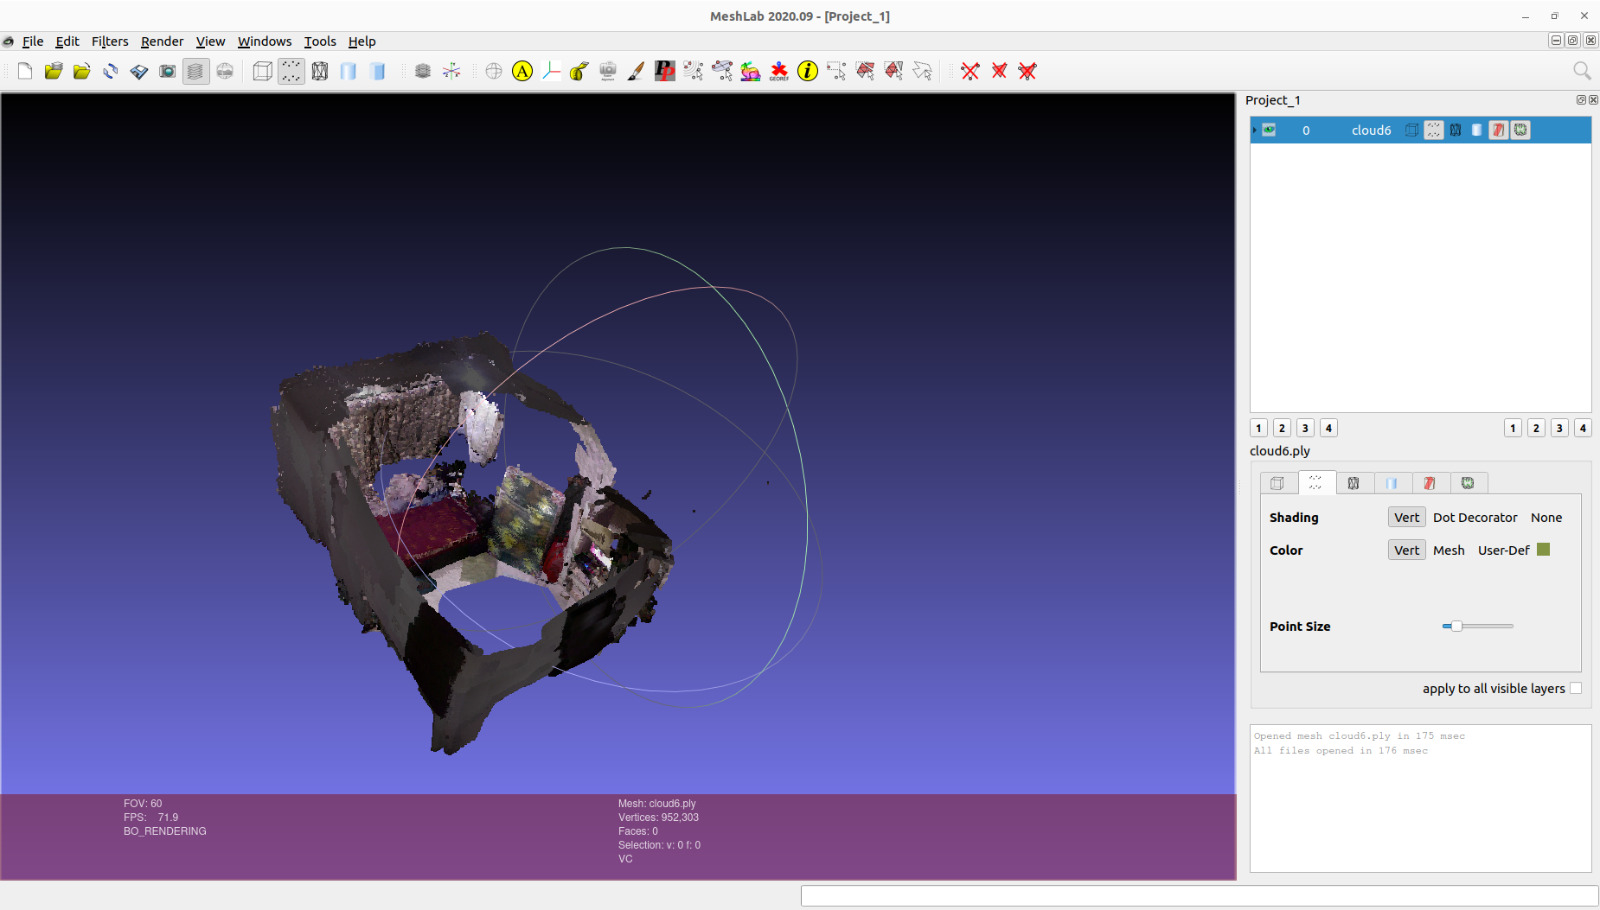 MeshLab 2020.09 - [Project_1]
File Edit Filters Render View Windows Tools Help
A PP GEOREF i
Project_1
0 cloud6
1 2 3 4 1 2 3 4
cloud6.ply
Shading Vert Dot Decorator None
Color Vert Mesh User-Def
Point Size
apply to all visible layers
Opened mesh cloud6.ply in 175 msec
All files opened in 176 msec
FOV: 60
FPS: 71.9
BO_RENDERING
Mesh: cloud6.ply
Vertices: 952,303
Faces: 0
Selection: v: 0 f: 0
VC